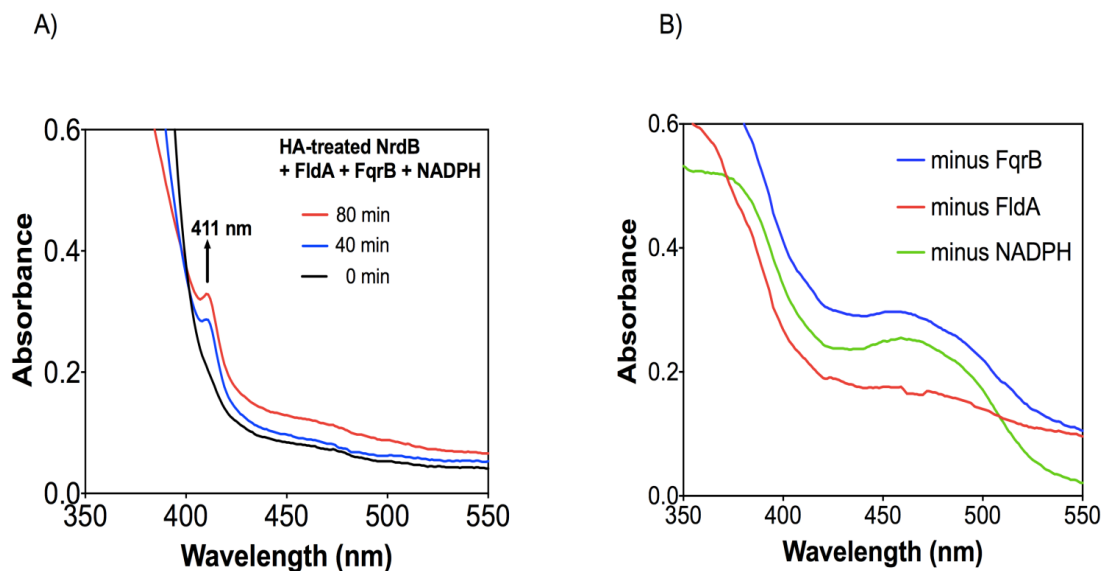 A)
Absorbance
0.6
0.4
0.2
0.0
HA-treated NrdB
+ FldA + FqrB + NADPH
80 min
40 min
0 min
411 nm
350 400 450 500 550
Wavelength (nm)
B)
Absorbance
0.6
0.4
0.2
0.0
minus FqrB
minus FldA
minus NADPH
350 400 450 500 550
Wavelength (nm)